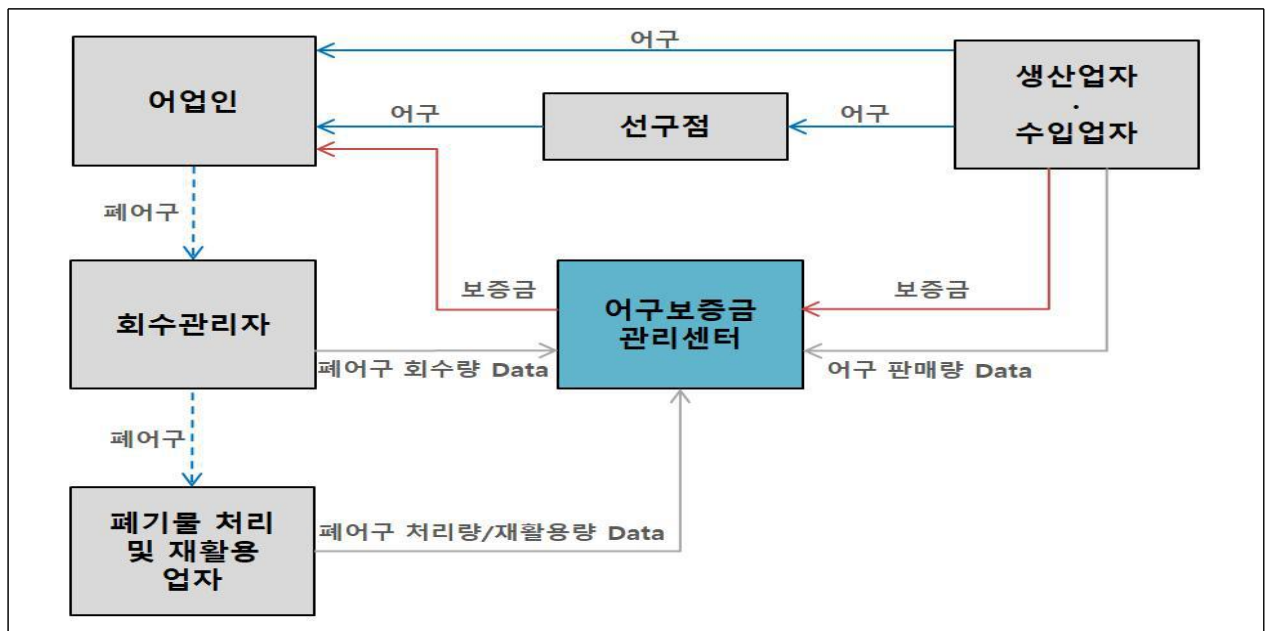 어구
어업인
어구
선구점
어구
생산업자
·
수입업자
폐어구
회수관리자
보증금
어구보증금
관리센터
보증금
폐어구 회수량 Data
어구 판매량 Data
폐어구
폐기물 처리
및 재활용
업자
폐어구 처리량/재활용량 Data